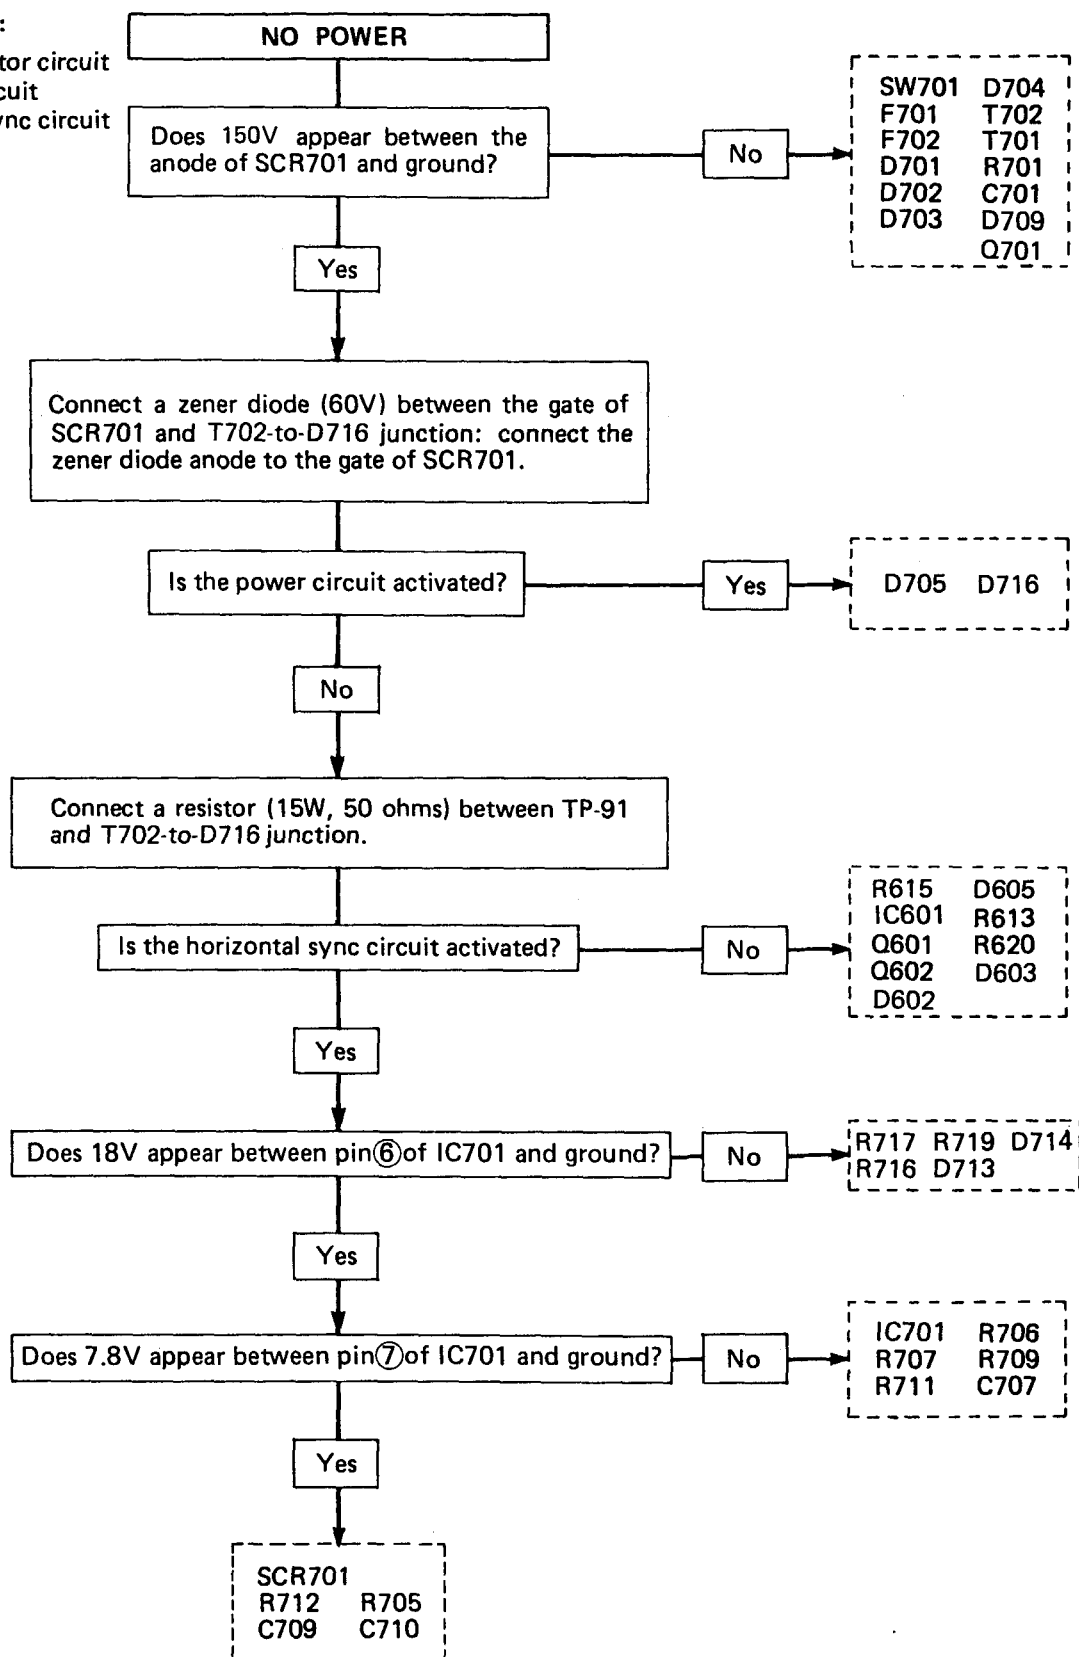 :
NO POWER
tor circuit
cuit
ync circuit
Does 150V appear between the
anode of SCR701 and ground?
No
SW701 D704
F701 T702
F702 T701
D701 R701
D702 C701
D703 D709
Q701
Yes
Connect a zener diode (60V) between the gate of
SCR701 and T702-to-D716 junction: connect the
zener diode anode to the gate of SCR701.
Is the power circuit activated?
Yes
D705 D716
No
Connect a resistor (15W, 50 ohms) between TP-91
and T702-to-D716 junction.
Is the horizontal sync circuit activated?
No
R615 D605
IC601 R613
Q601 R620
Q602 D603
D602
Yes
Does 18V appear between pin⑥of IC701 and ground?
No
R717 R719 D714
R716 D713
Yes
Does 7.8V appear between pin⑦of IC701 and ground?
No
IC701 R706
R707 R709
R711 C707
Yes
SCR701
R712 R705
C709 C710